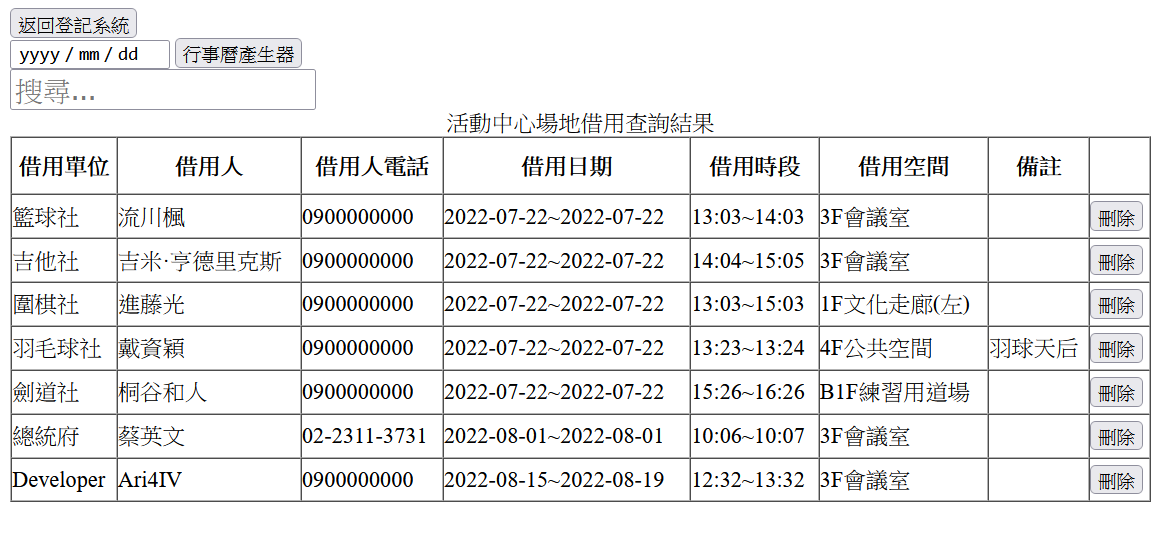 返回登記系統
yyyy / mm / dd 行事曆產生器
搜尋...
活動中心場地借用查詢結果
借用單位 借用人 借用人電話 借用日期 借用時段 借用空間 備註
籃球社 流川楓 0900000000 2022-07-22~2022-07-22 13:03~14:03 3F會議室 刪除
吉他社 吉米·亨德里克斯 0900000000 2022-07-22~2022-07-22 14:04~15:05 3F會議室 刪除
圍棋社 進藤光 0900000000 2022-07-22~2022-07-22 13:03~15:03 1F文化走廊(左) 刪除
羽毛球社 戴資穎 0900000000 2022-07-22~2022-07-22 13:23~13:24 4F公共空間 羽球天后 刪除
劍道社 桐谷和人 0900000000 2022-07-22~2022-07-22 15:26~16:26 B1F練習用道場 刪除
總統府 蔡英文 02-2311-3731 2022-08-01~2022-08-01 10:06~10:07 3F會議室 刪除
Developer Ari4IV 0900000000 2022-08-15~2022-08-19 12:32~13:32 3F會議室 刪除